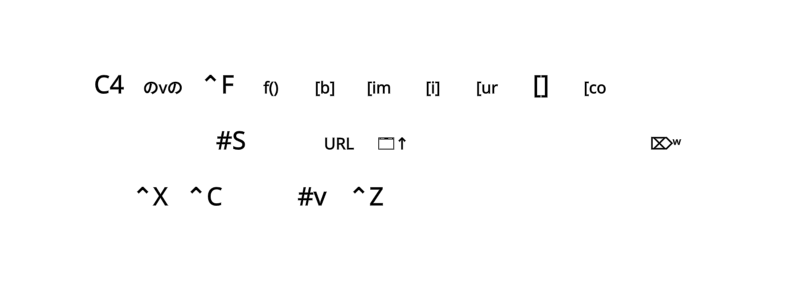 C4 のvの ^F f() [b] [im [i] [ur [] [co
#S URL 🗔↑ ⌦ʷ
^X ^C #v ^Z